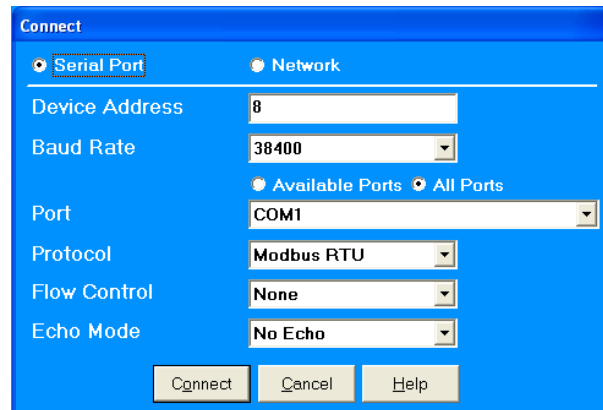 Connect
Serial Port Network
Device Address 8
Baud Rate 38400
Available Ports All Ports
Port COM1
Protocol Modbus RTU
Flow Control None
Echo Mode No Echo
Connect Cancel Help